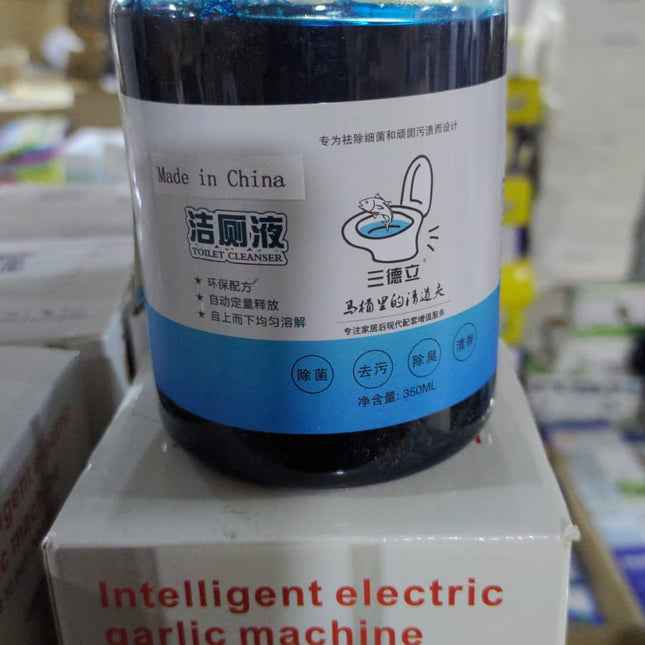 专为祛除细菌和顽固污渍而设计
Made in China
洁厕液
TOILET CLEANSER
★ 环保配方
★ 自动定量释放
★ 自上而下均匀溶解
三德立
马桶里的清道夫
专注家居后现代配套增值服务
除菌 去污 除臭 清香
净含量: 350ML
Intelligent electric
garlic machine